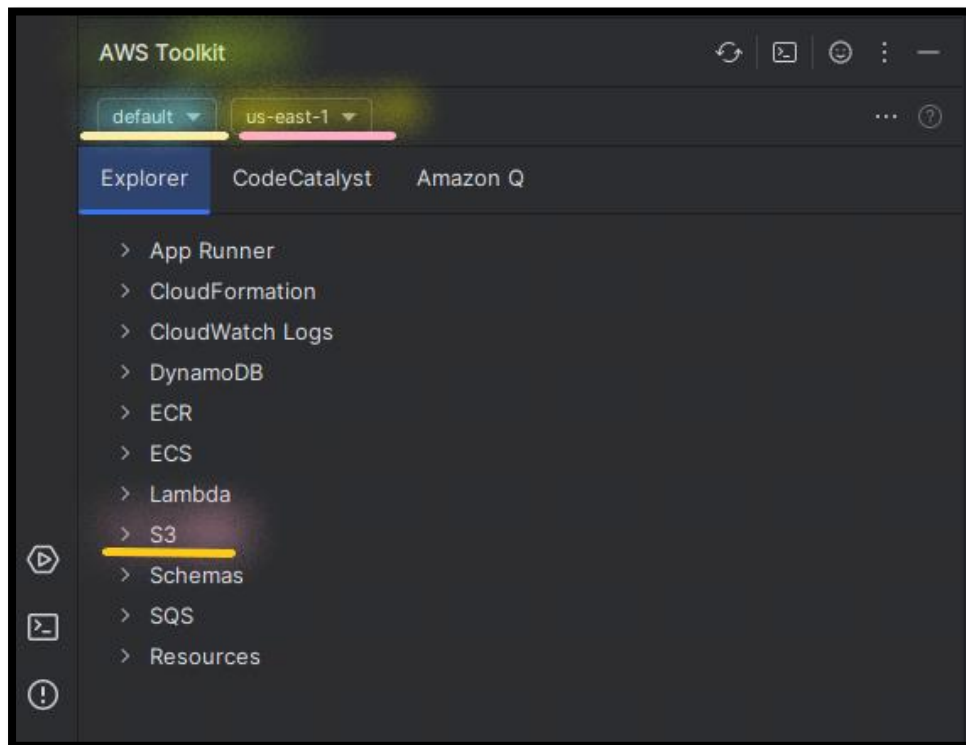 AWS Toolkit
default us-east-1
Explorer CodeCatalyst Amazon Q
App Runner
CloudFormation
CloudWatch Logs
DynamoDB
ECR
ECS
Lambda
S3
Schemas
SQS
Resources